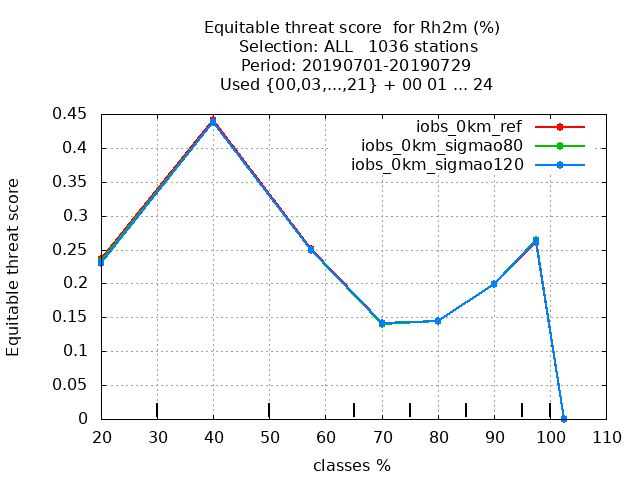 Equitable threat score  for Rh2m (%)
Selection: ALL   1036 stations
Period: 20190701-20190729
Used {00,03,...,21} + 00 01 ... 24
iobs_0km_ref
iobs_0km_sigmao80
iobs_0km_sigmao120
Equitable threat score
0.45
0.4
0.35
0.3
0.25
0.2
0.15
0.1
0.05
0
20 30 40 50 60 70 80 90 100 110
classes %